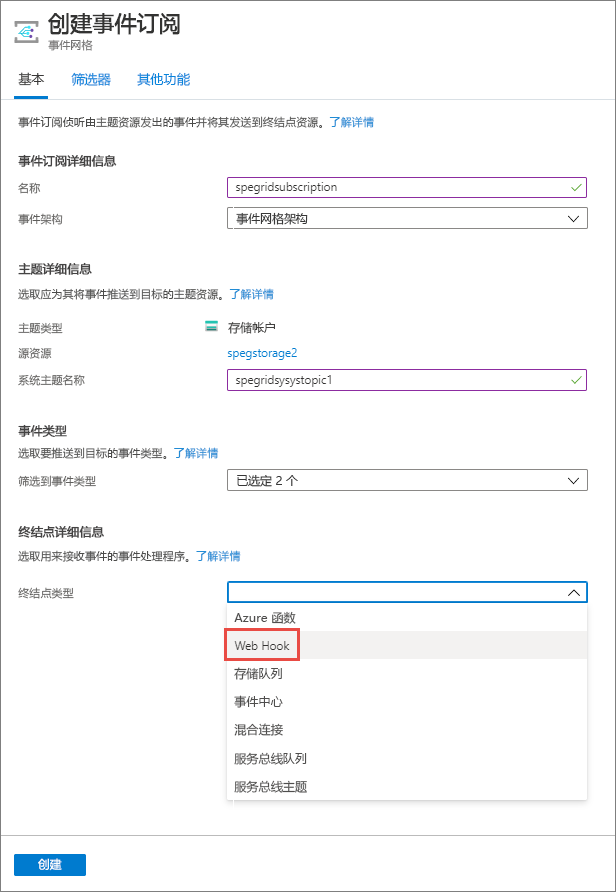 创建事件订阅
事件网格
基本 筛选器 其他功能
事件订阅侦听由主题资源发出的事件并将其发送到终结点资源。了解详情
事件订阅详细信息
名称 spegridsubscription
事件架构 事件网格架构
主题详细信息
选取应为其将事件推送到目标的主题资源。了解详情
主题类型 存储帐户
源资源 spegstorage2
系统主题名称 spegridsysystopic1
事件类型
选取要推送到目标的事件类型。了解详情
筛选到事件类型 已选定 2 个
终结点详细信息
选取用来接收事件的事件处理程序。了解详情
终结点类型
Azure 函数
Web Hook
存储队列
事件中心
混合连接
服务总线队列
服务总线主题
创建